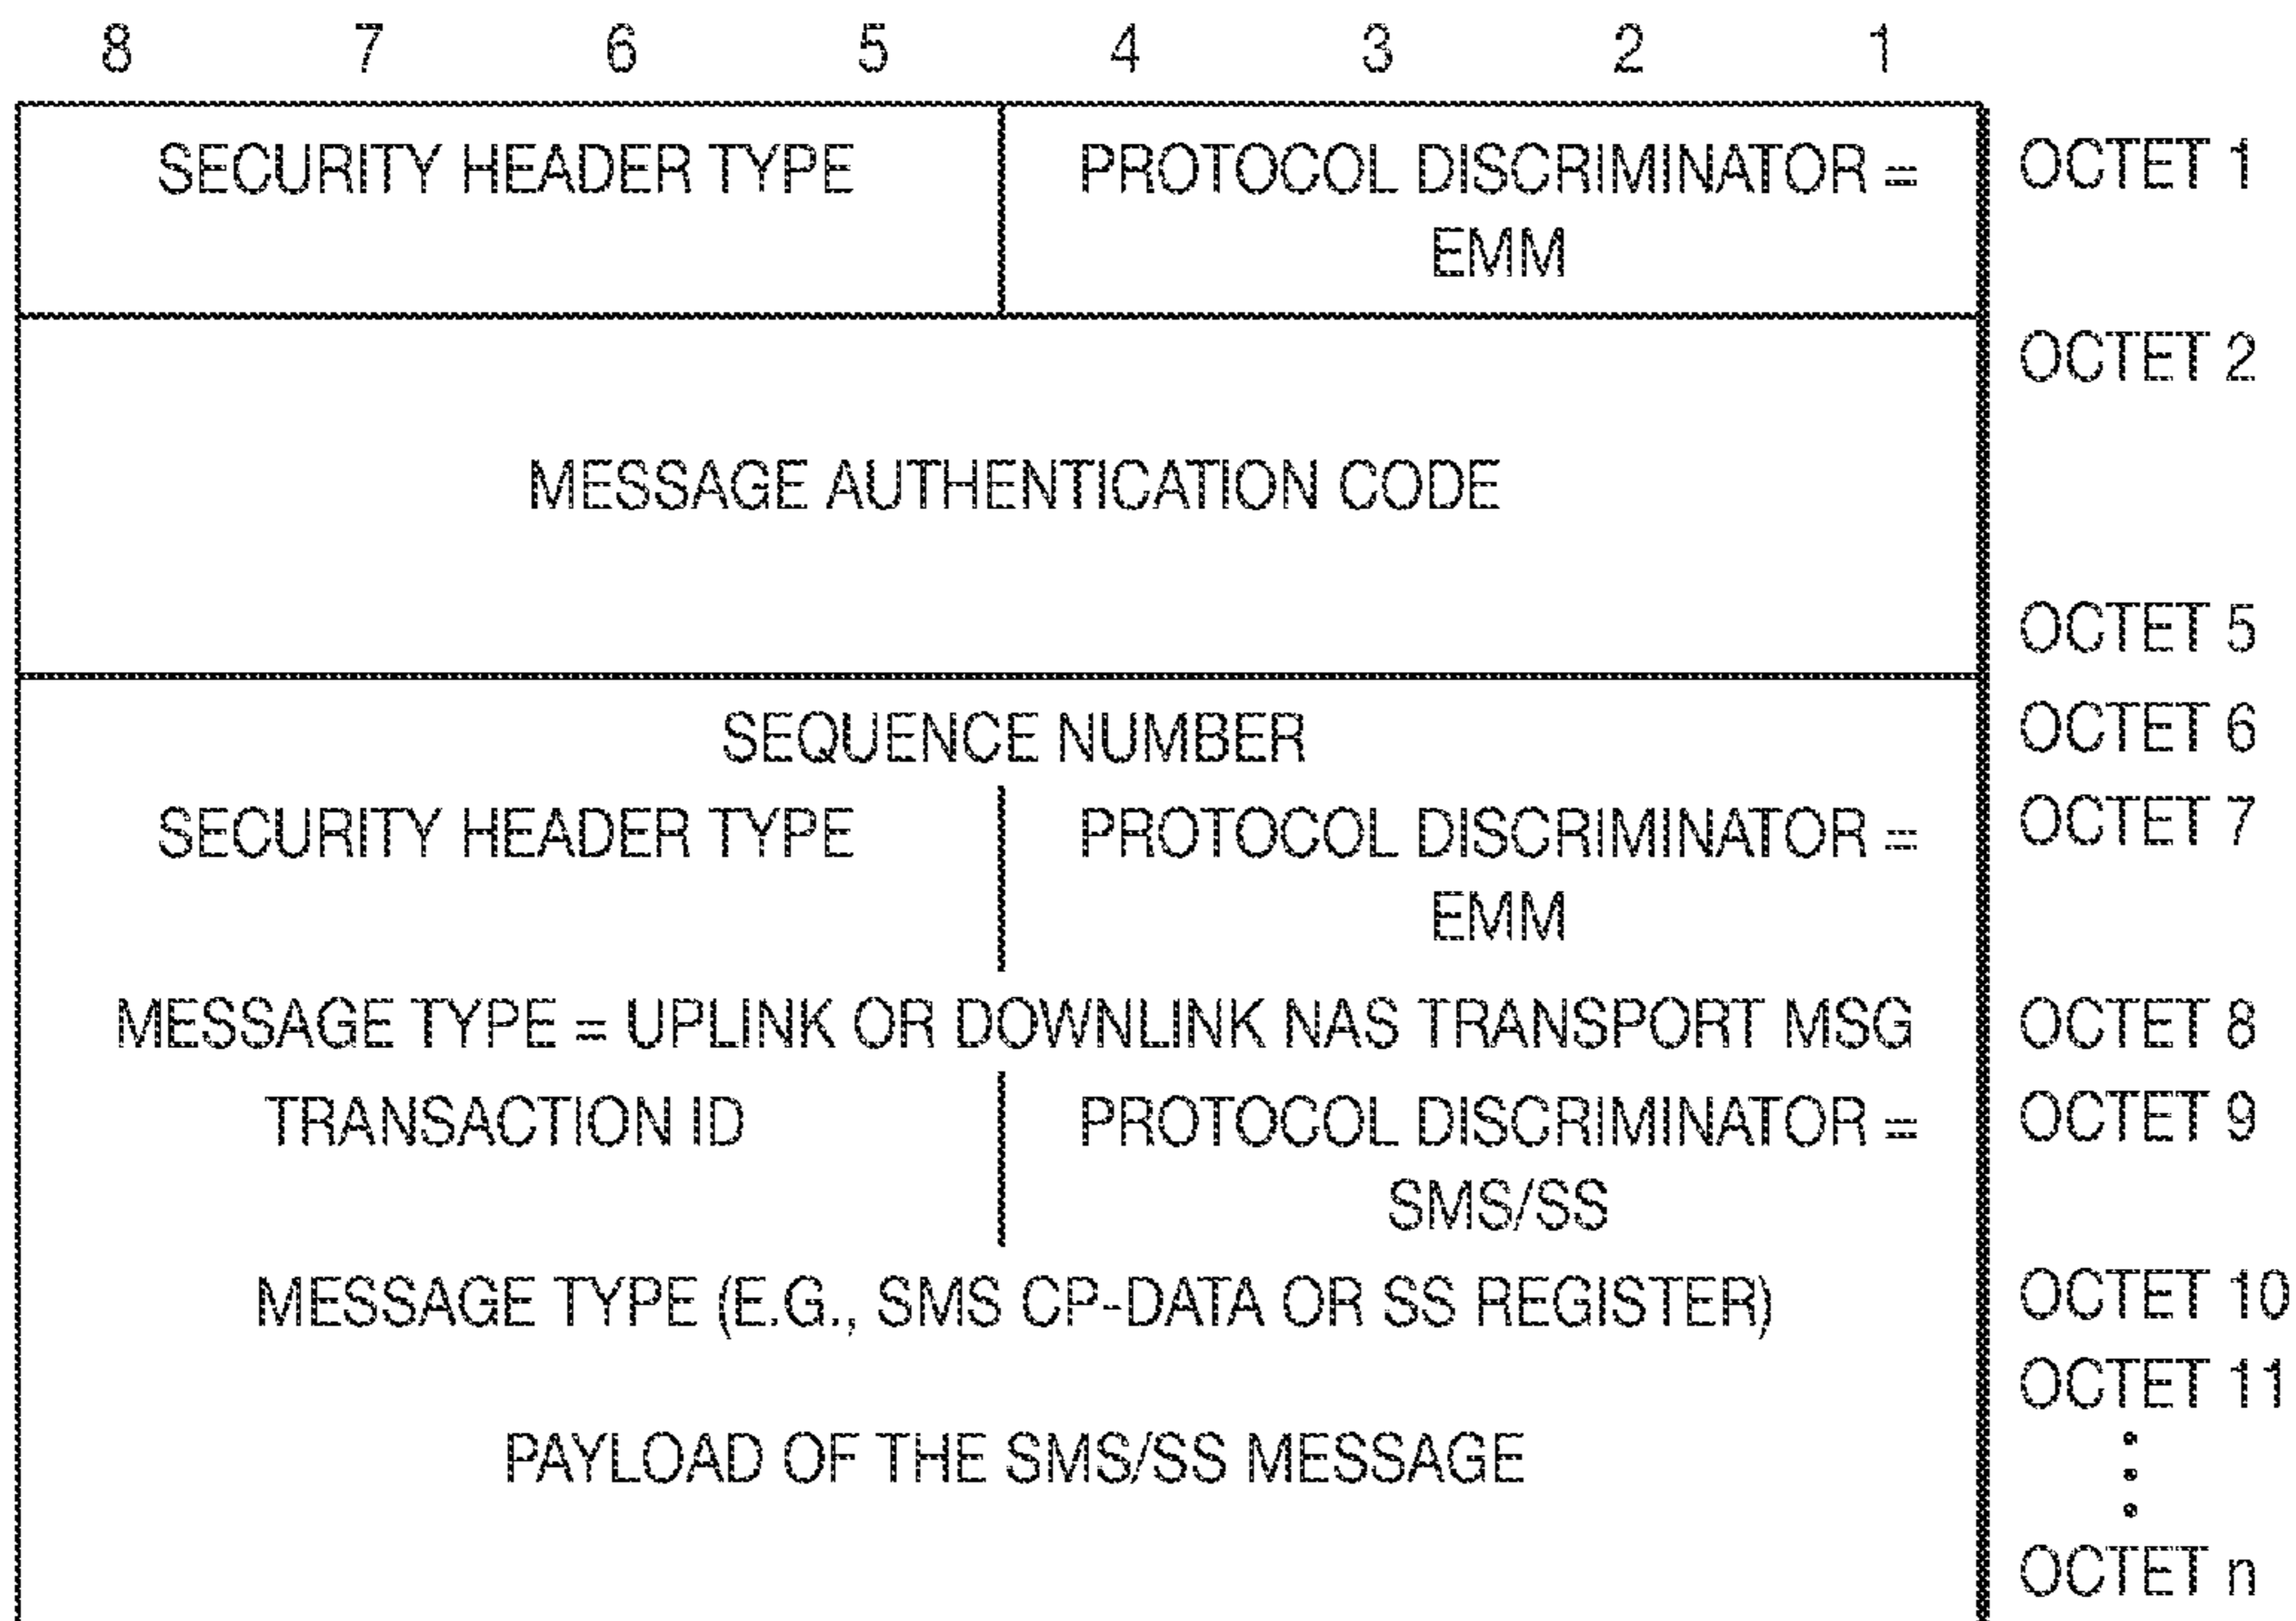 8 7 6 5 4 3 2 1
SECURITY HEADER TYPE PROTOCOL DISCRIMINATOR = OCTET 1
EMM
OCTET 2
MESSAGE AUTHENTICATION CODE
OCTET 5
SEQUENCE NUMBER OCTET 6
SECURITY HEADER TYPE PROTOCOL DISCRIMINATOR = OCTET 7
EMM
MESSAGE TYPE = UPLINK OR DOWNLINK NAS TRANSPORT MSG OCTET 8
TRANSACTION ID PROTOCOL DISCRIMINATOR = OCTET 9
SMS/SS
MESSAGE TYPE (E.G., SMS CP-DATA OR SS REGISTER) OCTET 10
OCTET 11
PAYLOAD OF THE SMS/SS MESSAGE
OCTET n